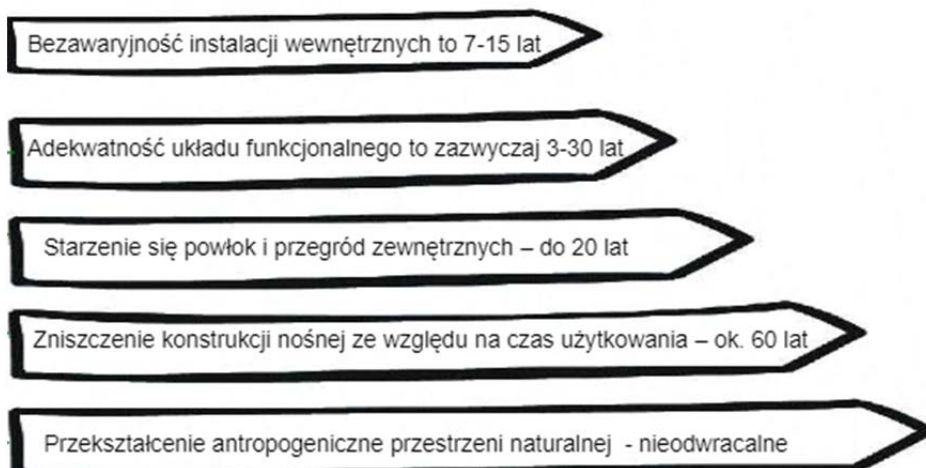 Bezawaryjność instalacji wewnętrznych to 7-15 lat
Adekwatność układu funkcjonalnego to zazwyczaj 3-30 lat
Starzenie się powłok i przegród zewnętrznych – do 20 lat
Zniszczenie konstrukcji nośnej ze względu na czas użytkowania – ok. 60 lat
Przekształcenie antropogeniczne przestrzeni naturalnej - nieodwracalne